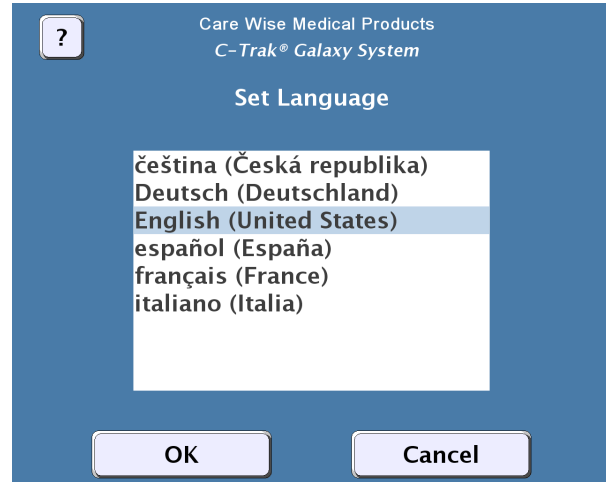 ?
Care Wise Medical Products
C-Trak® Galaxy System
Set Language
čeština (Česká republika)
Deutsch (Deutschland)
English (United States)
español (España)
français (France)
italiano (Italia)
OK
Cancel